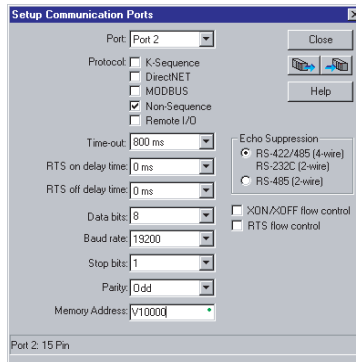 Setup Communication Ports
Port: Port 2
Close
Protocol: K-Sequence
DirectNET
MODBUS
Help
Non-Sequence
Remote I/O
Time-out: 800 ms
Echo Suppression
RS-422/485 (4-wire)
RS-232C (2-wire)
RTS on delay time: 0 ms
RS-485 (2-wire)
RTS off delay time: 0 ms
Data bits: 8
XON/XOFF flow control
RTS flow control
Baud rate: 19200
Stop bits: 1
Parity: Odd
Memory Address: V10000
Port 2: 15 Pin